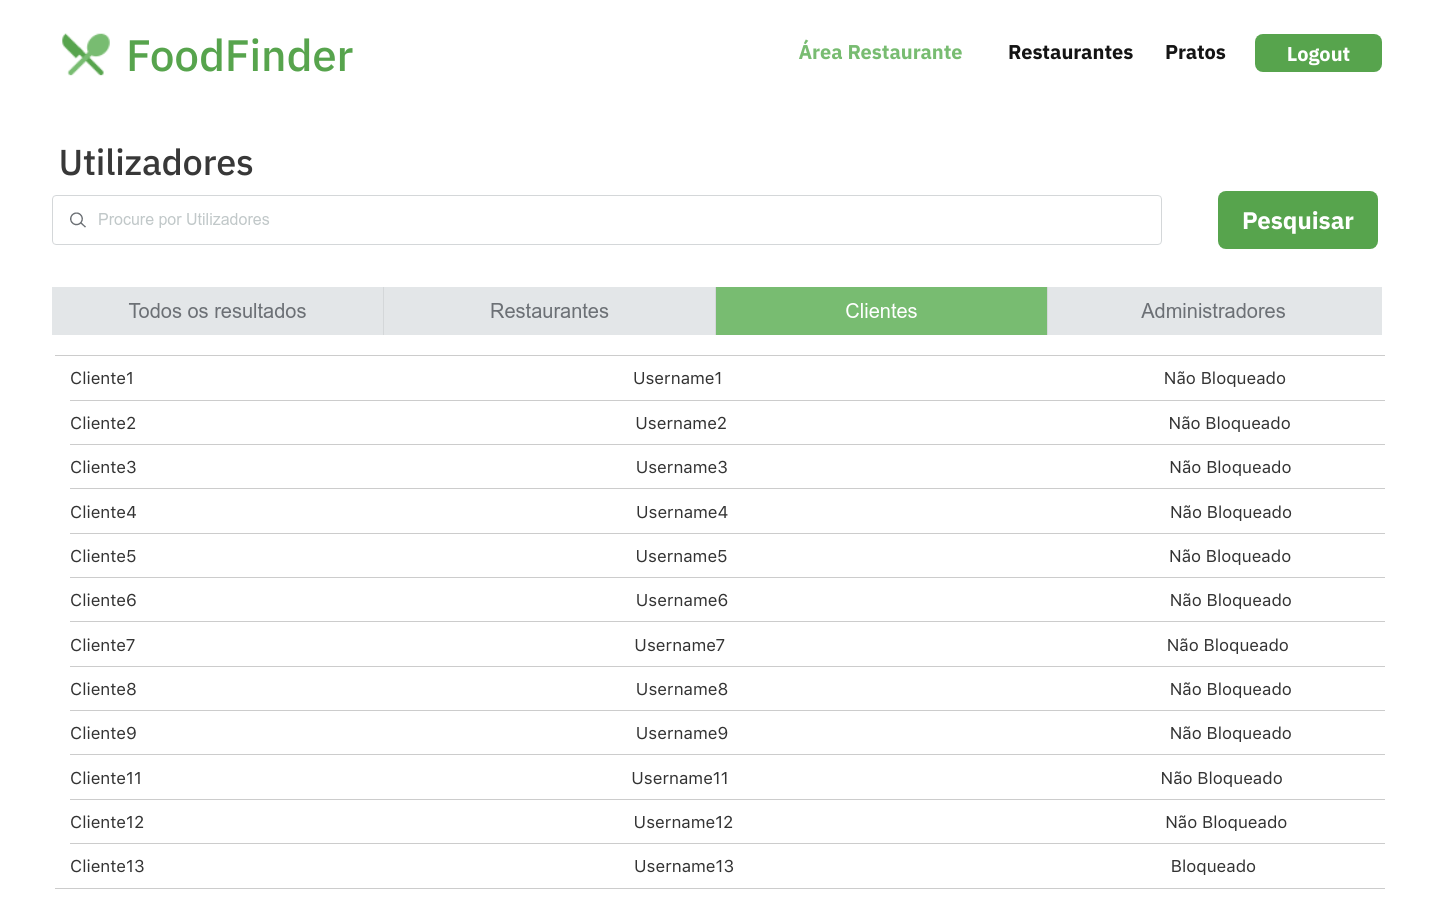 FoodFinder
Área Restaurante Restaurantes Pratos Logout
Utilizadores
Procure por Utilizadores Pesquisar
Todos os resultados Restaurantes Clientes Administradores
Cliente1 Username1 Não Bloqueado
Cliente2 Username2 Não Bloqueado
Cliente3 Username3 Não Bloqueado
Cliente4 Username4 Não Bloqueado
Cliente5 Username5 Não Bloqueado
Cliente6 Username6 Não Bloqueado
Cliente7 Username7 Não Bloqueado
Cliente8 Username8 Não Bloqueado
Cliente9 Username9 Não Bloqueado
Cliente11 Username11 Não Bloqueado
Cliente12 Username12 Não Bloqueado
Cliente13 Username13 Bloqueado